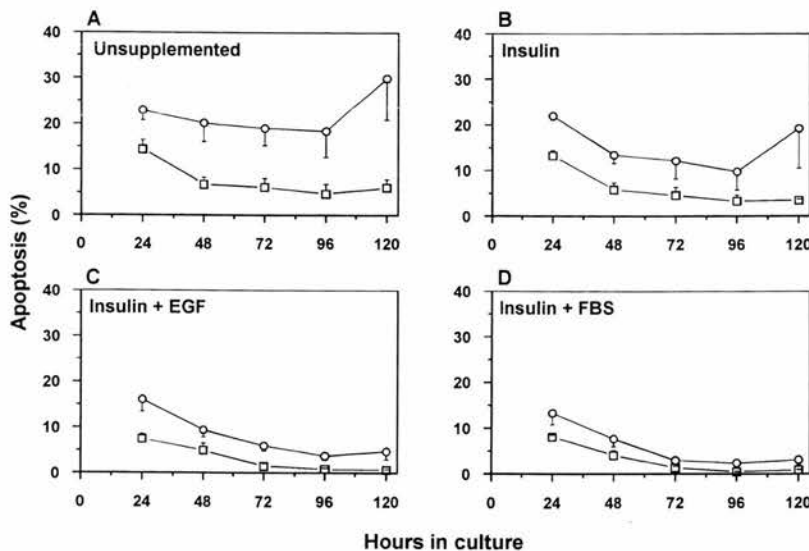 A
Unsupplemented
40
30
20
10
0
0 24 48 72 96 120
B
Insulin
40
30
20
10
0
0 24 48 72 96 120
C
Insulin + EGF
40
30
20
10
0
0 24 48 72 96 120
D
Insulin + FBS
40
30
20
10
0
0 24 48 72 96 120
Apoptosis (%)
Hours in culture